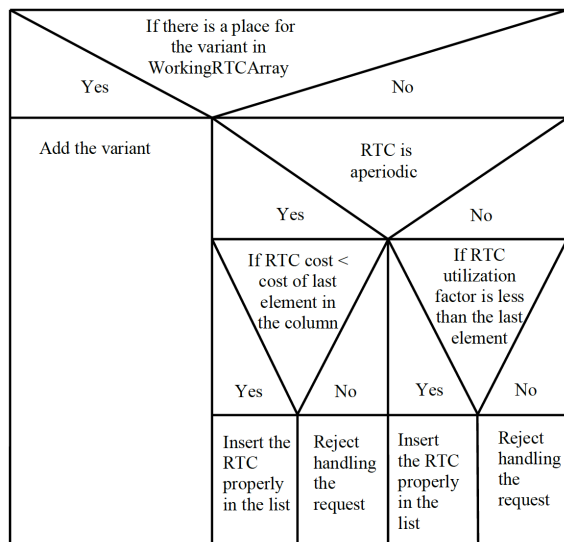 If there is a place for
the variant in
WorkingRTCArray
Yes
No
Add the variant
RTC is
aperiodic
Yes
No
If RTC cost <
cost of last
element in
the column
Yes
No
If RTC
utilization
factor is less
than the last
element
Yes
No
Insert the
RTC
properly
in the list
Reject
handling
the
request
Insert
the RTC
properly
in the
list
Reject
handling
the
request